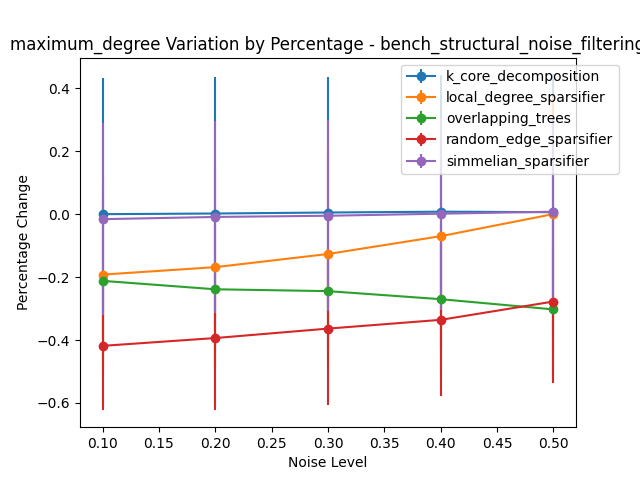 maximum_degree Variation by Percentage - bench_structural_noise_filtering
k_core_decomposition
local_degree_sparsifier
overlapping_trees
random_edge_sparsifier
simmelian_sparsifier
Percentage Change
0.4
0.2
0.0
−0.2
−0.4
−0.6
0.10 0.15 0.20 0.25 0.30 0.35 0.40 0.45 0.50
Noise Level